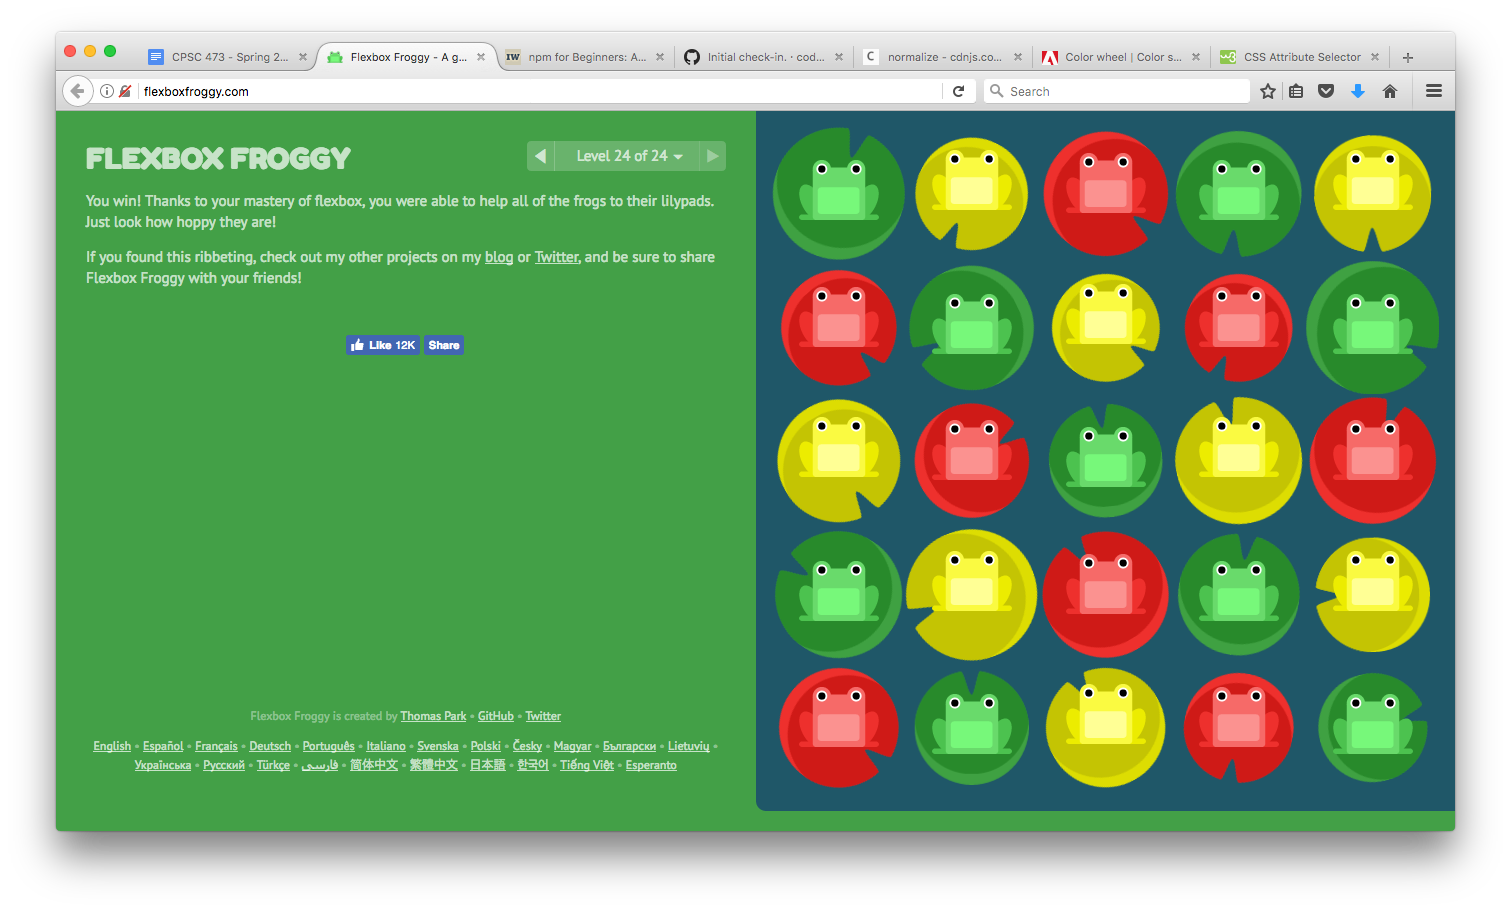 CPSC 473 - Spring 2...
Flexbox Froggy - A g...
npm for Beginners: A...
Initial check-in. · cod...
C
normalize - cdnjs.co...
Color wheel | Color s...
w3
CSS Attribute Selector
flexboxfroggy.com
Search
FLEXBOX FROGGY
Level 24 of 24
You win! Thanks to your mastery of flexbox, you were able to help all of the frogs to their lilypads.
Just look how hoppy they are!
If you found this ribbeting, check out my other projects on my blog or Twitter, and be sure to share
Flexbox Froggy with your friends!
Like 12K
Share
Flexbox Froggy is created by Thomas Park • GitHub • Twitter
English • Español • Français • Deutsch • Português • Italiano • Svenska • Polski • Česky • Magyar • Български • Lietuvių •
Українська • Русский • Türkçe • فارسی • 简体中文 • 繁體中文 • 日本語 • 한국어 • Tiếng Việt • Esperanto